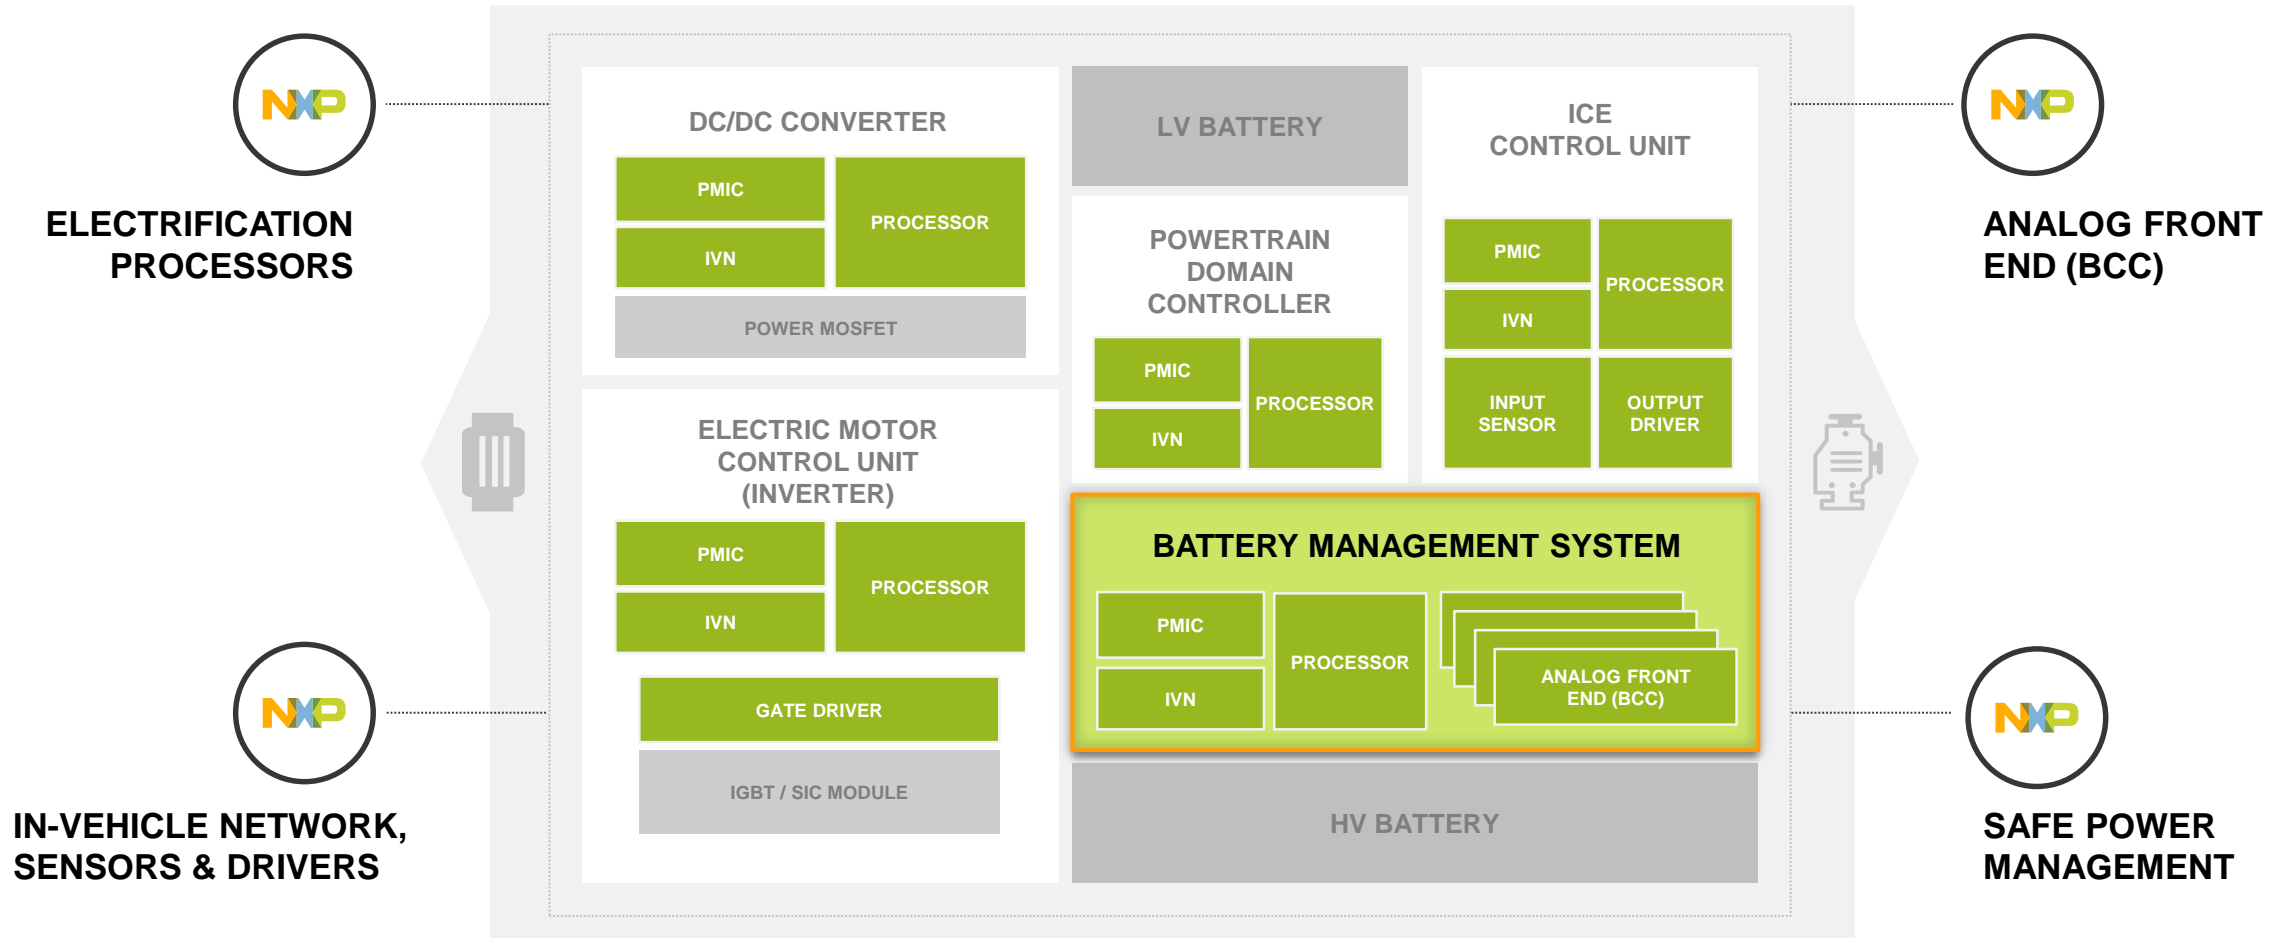 NXP
ELECTRIFICATION
PROCESSORS
NXP
IN-VEHICLE NETWORK,
SENSORS & DRIVERS
DC/DC CONVERTER
PMIC
IVN
PROCESSOR
POWER MOSFET
ELECTRIC MOTOR
CONTROL UNIT
(INVERTER)
PMIC
IVN
PROCESSOR
GATE DRIVER
IGBT / SIC MODULE
LV BATTERY
POWERTRAIN
DOMAIN
CONTROLLER
PMIC
IVN
PROCESSOR
ICE
CONTROL UNIT
PMIC
IVN
PROCESSOR
INPUT
SENSOR
OUTPUT
DRIVER
BATTERY MANAGEMENT SYSTEM
PMIC
IVN
PROCESSOR
ANALOG FRONT
END (BCC)
HV BATTERY
NXP
ANALOG FRONT
END (BCC)
NXP
SAFE POWER
MANAGEMENT